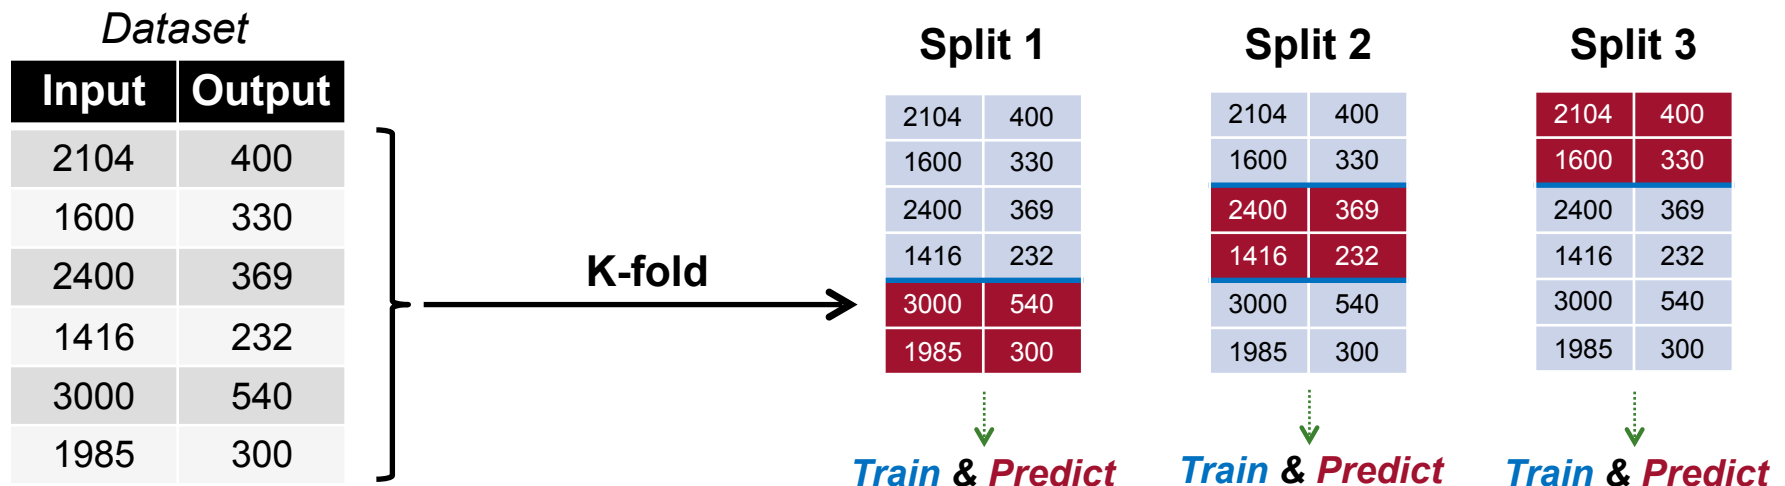 Dataset
Input Output
2104 400
1600 330
2400 369
1416 232
3000 540
1985 300
K-fold
Split 1
2104 400
1600 330
2400 369
1416 232
3000 540
1985 300
Train & Predict
Split 2
2104 400
1600 330
2400 369
1416 232
3000 540
1985 300
Train & Predict
Split 3
2104 400
1600 330
2400 369
1416 232
3000 540
1985 300
Train & Predict